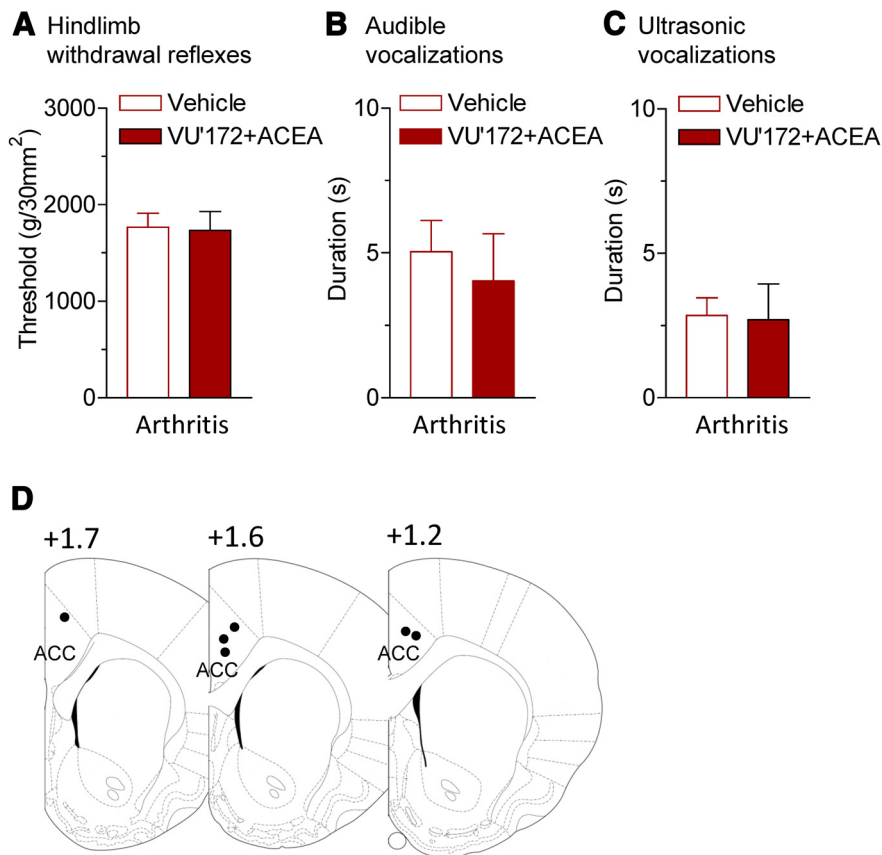 A Hindlimb
withdrawal reflexes
Vehicle
VU'172+ACEA
Threshold (g/30mm²)
3000
2000
1000
0
Arthritis
B Audible
vocalizations
Vehicle
VU'172+ACEA
Duration (s)
10
5
0
Arthritis
C Ultrasonic
vocalizations
Vehicle
VU'172+ACEA
Duration (s)
10
5
0
Arthritis
D
+1.7
ACC
+1.6
ACC
+1.2
ACC